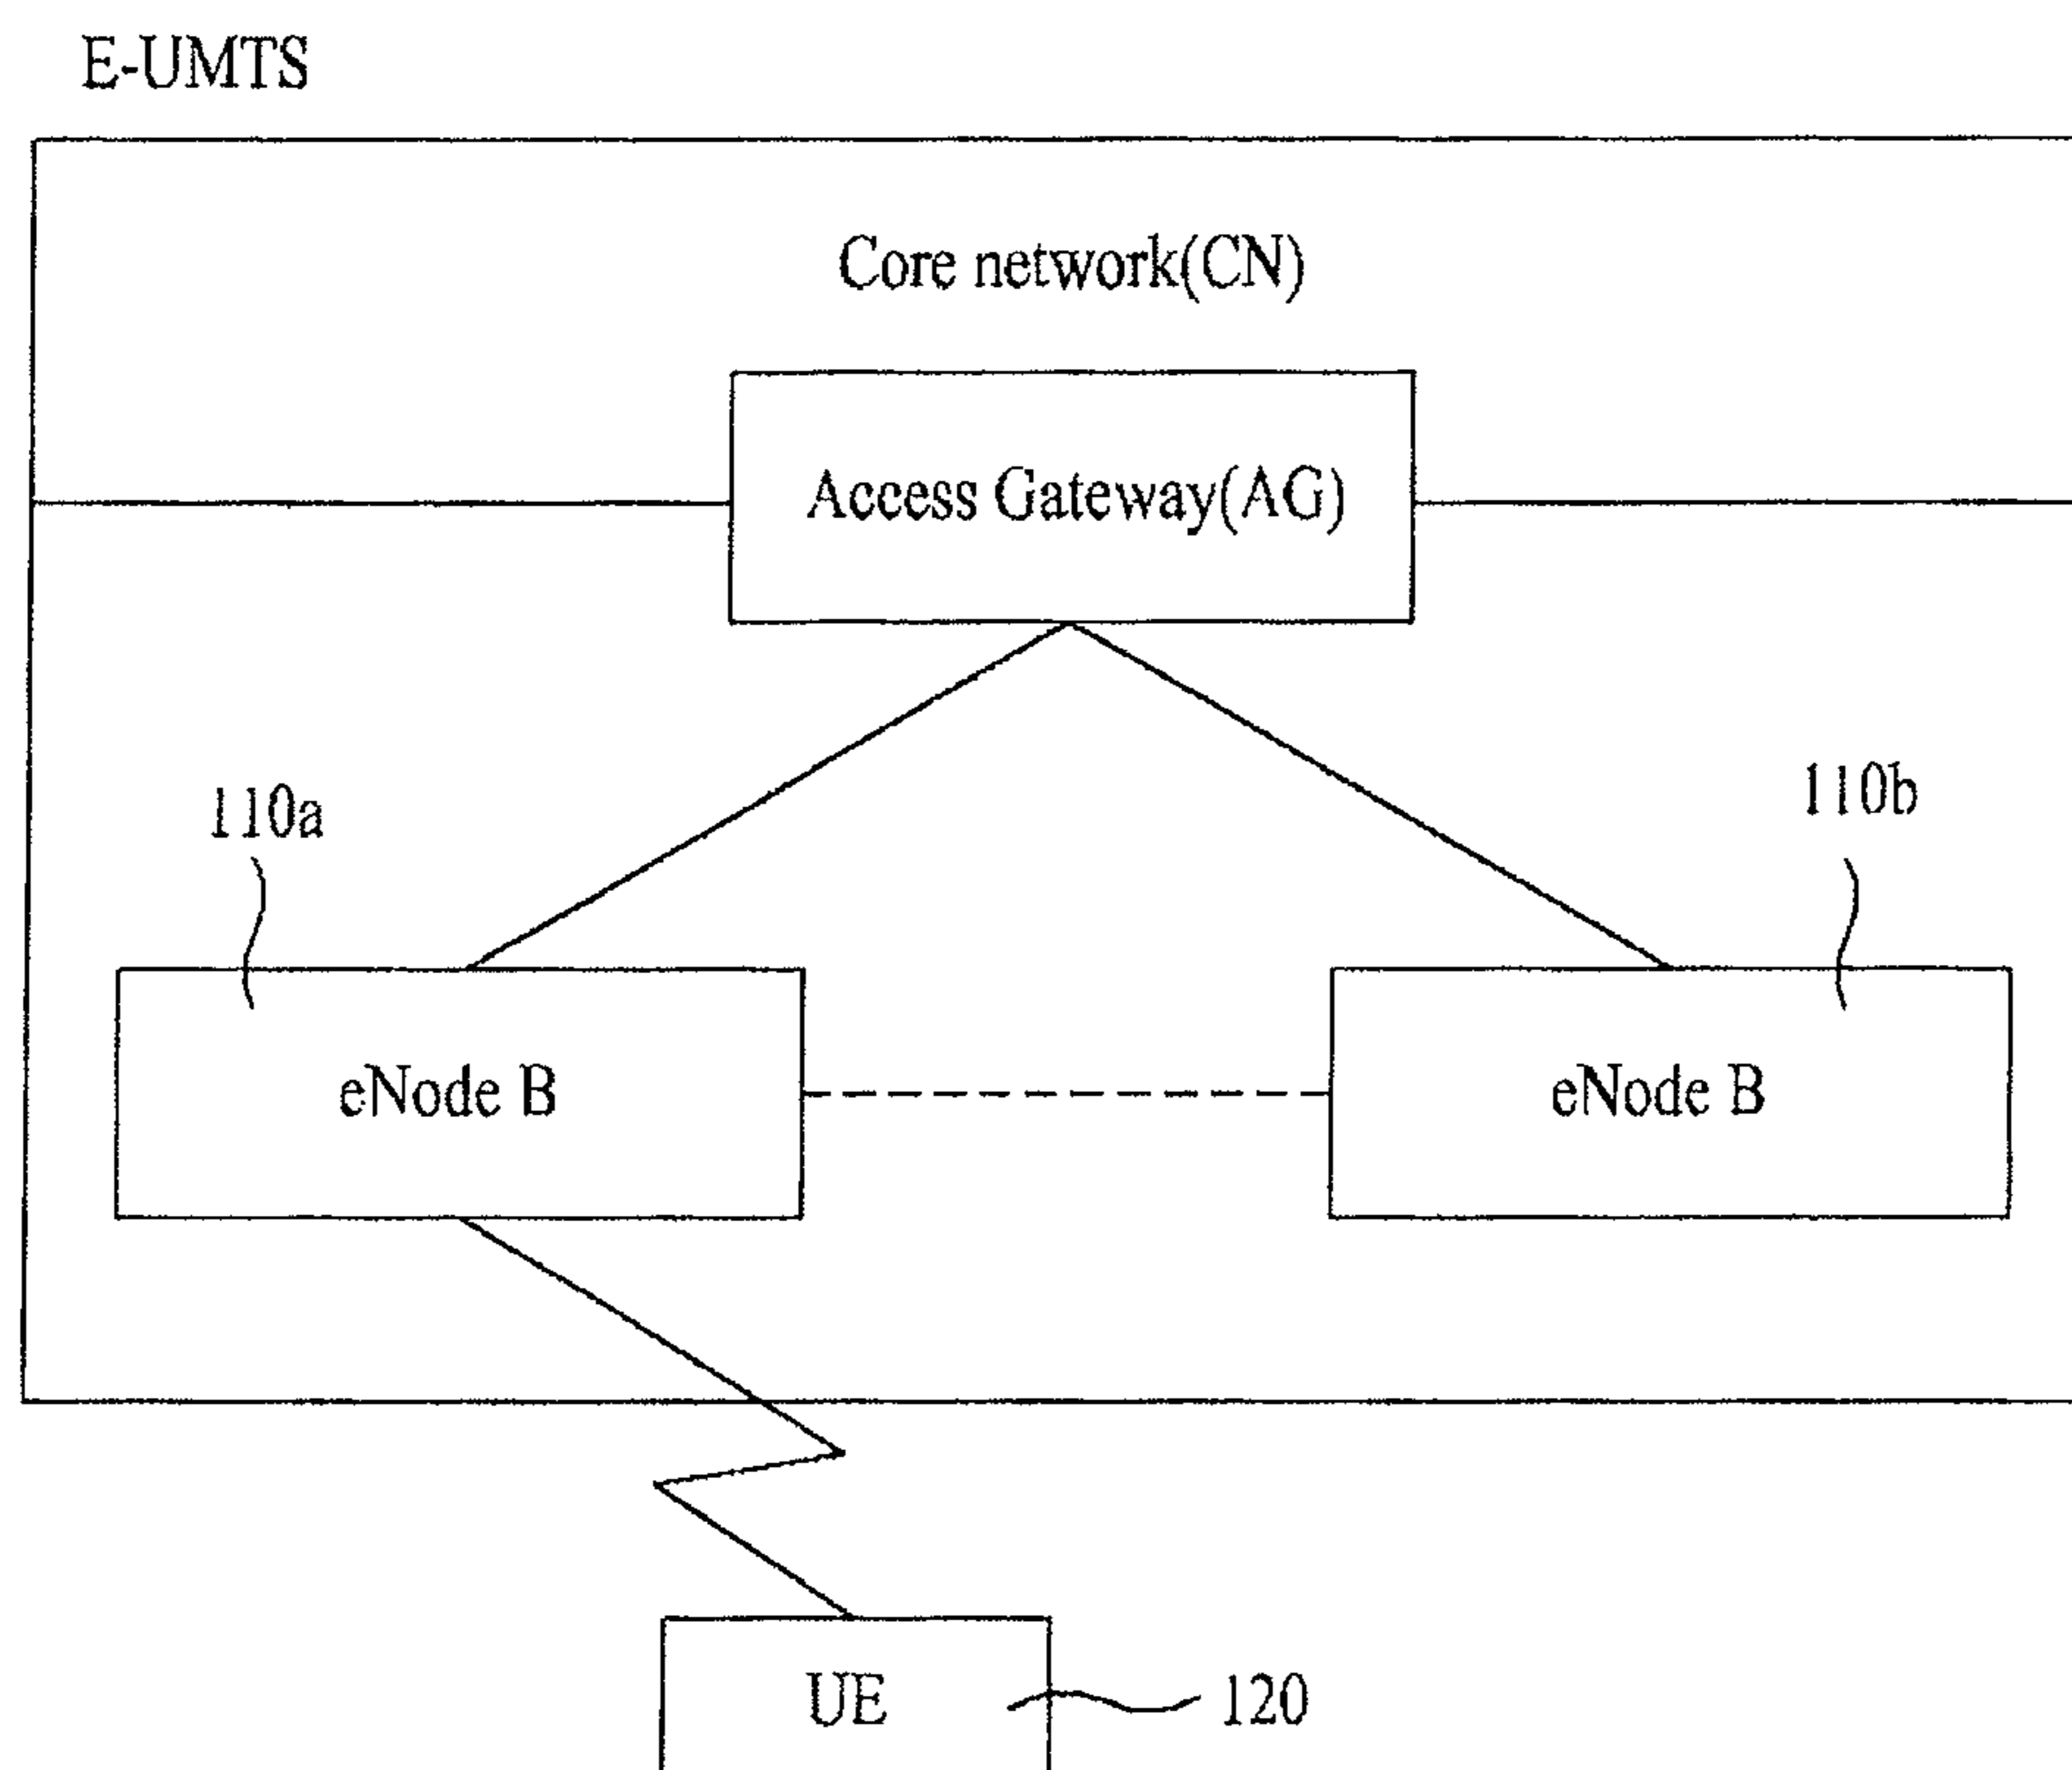 E-UMTS
Core network(CN)
Access Gateway(AG)
110a
110b
eNode B
eNode B
UE
120